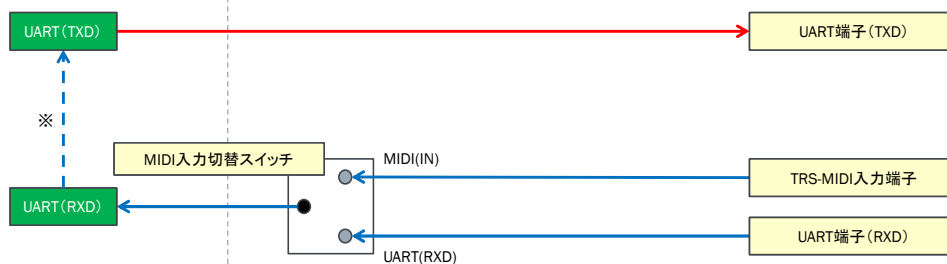 UART(TXD)
UART端子(TXD)
※
MIDI入力切替スイッチ
MIDI(IN)
TRS-MIDI入力端子
UART(RXD)
UART端子(RXD)
UART(RXD)